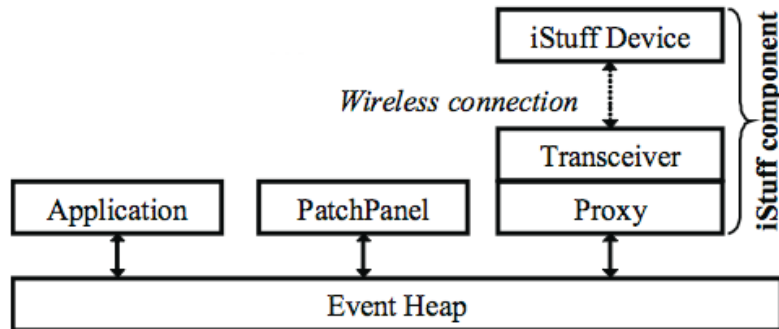 iStuff Device
Wireless connection
Transceiver
Application
PatchPanel
Proxy
Event Heap
iStuff component